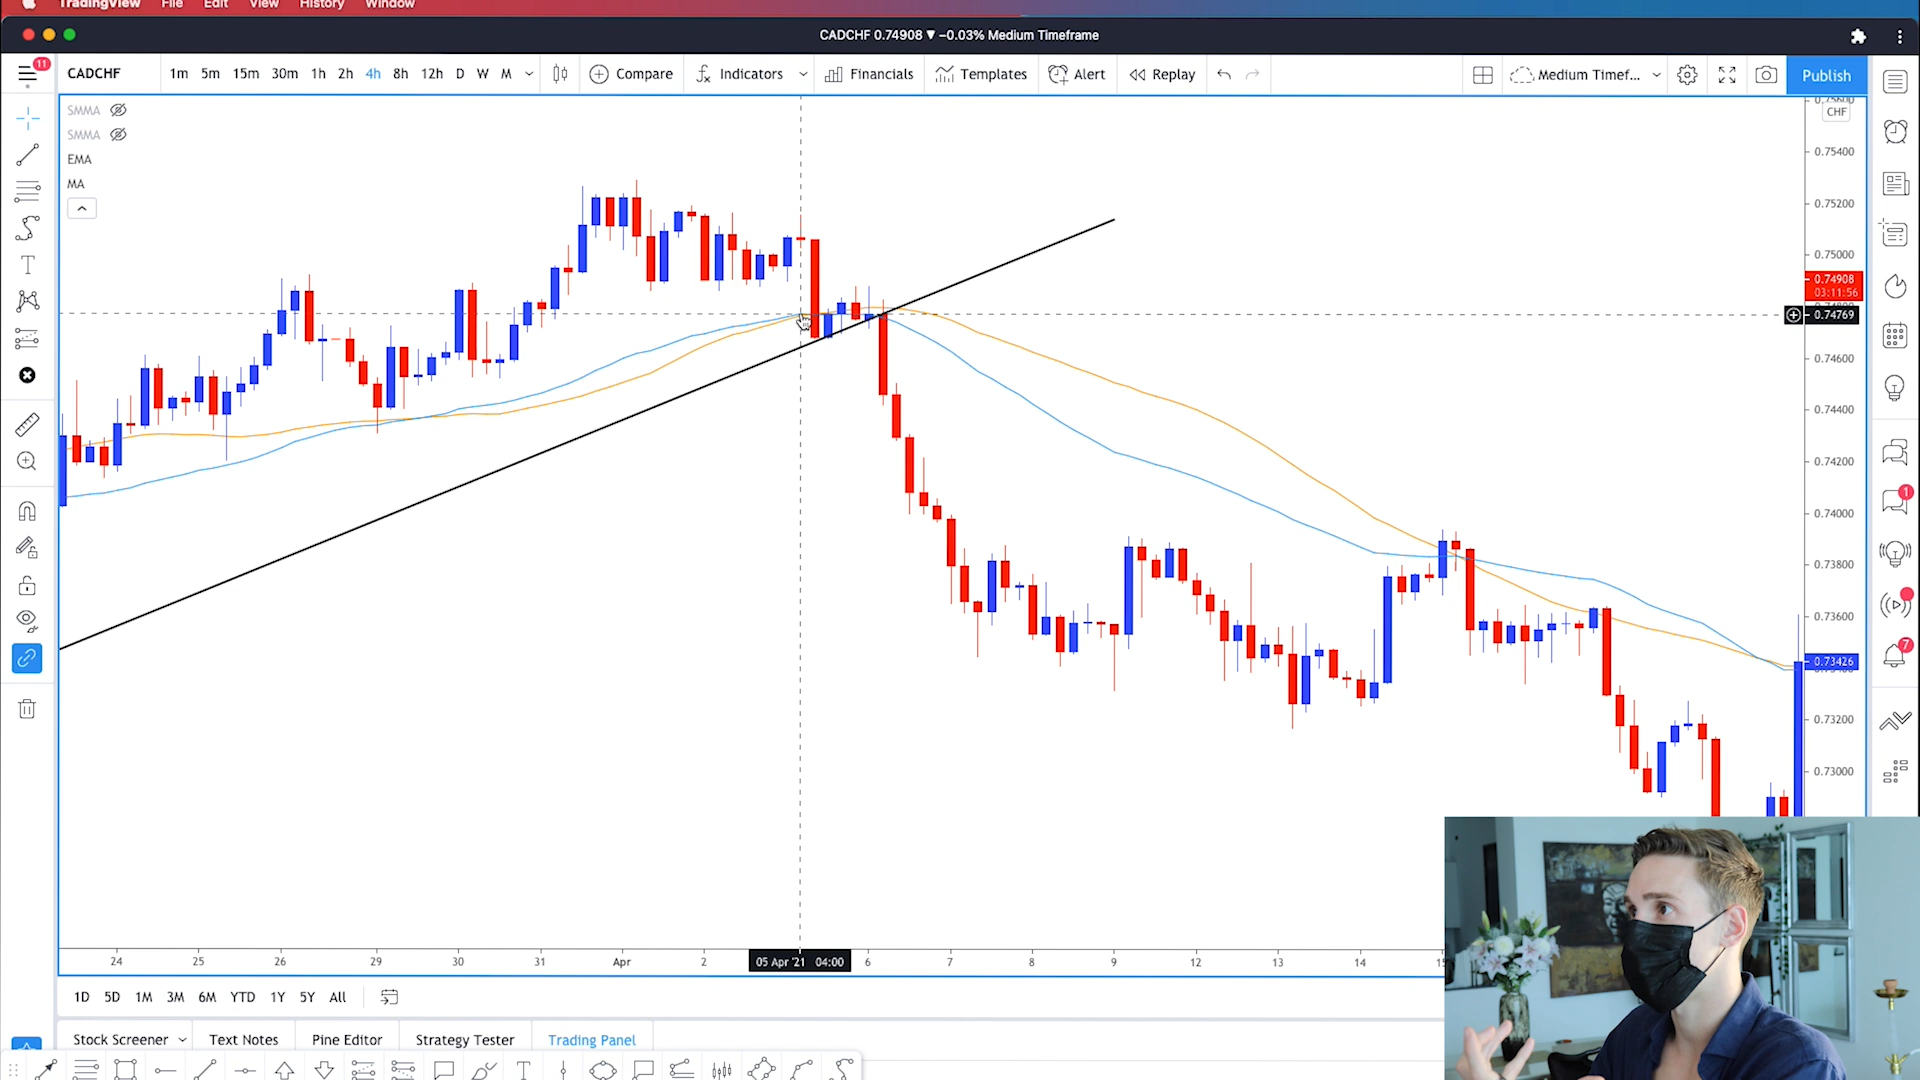 TradingView File Edit View History Window
CADCHF 0.74908 ▼ −0.03% Medium Timeframe
11
CADCHF 1m 5m 15m 30m 1h 2h 4h 8h 12h D W M Compare Indicators Financials Templates Alert Replay Medium Timef... Publish
SMMA
SMMA
EMA
MA
CHF
0.75400
0.75200
0.75000
0.74908
03:11:56
0.74769
0.74600
0.74400
0.74200
0.74000
0.73800
0.73600
0.73426
0.73200
0.73000
1
7
24 25 26 29 30 31 Apr 2 05 Apr '21 04:00 6 7 8 9 12 13 14
1D 5D 1M 3M 6M YTD 1Y 5Y All
Stock Screener Text Notes Pine Editor Strategy Tester Trading Panel